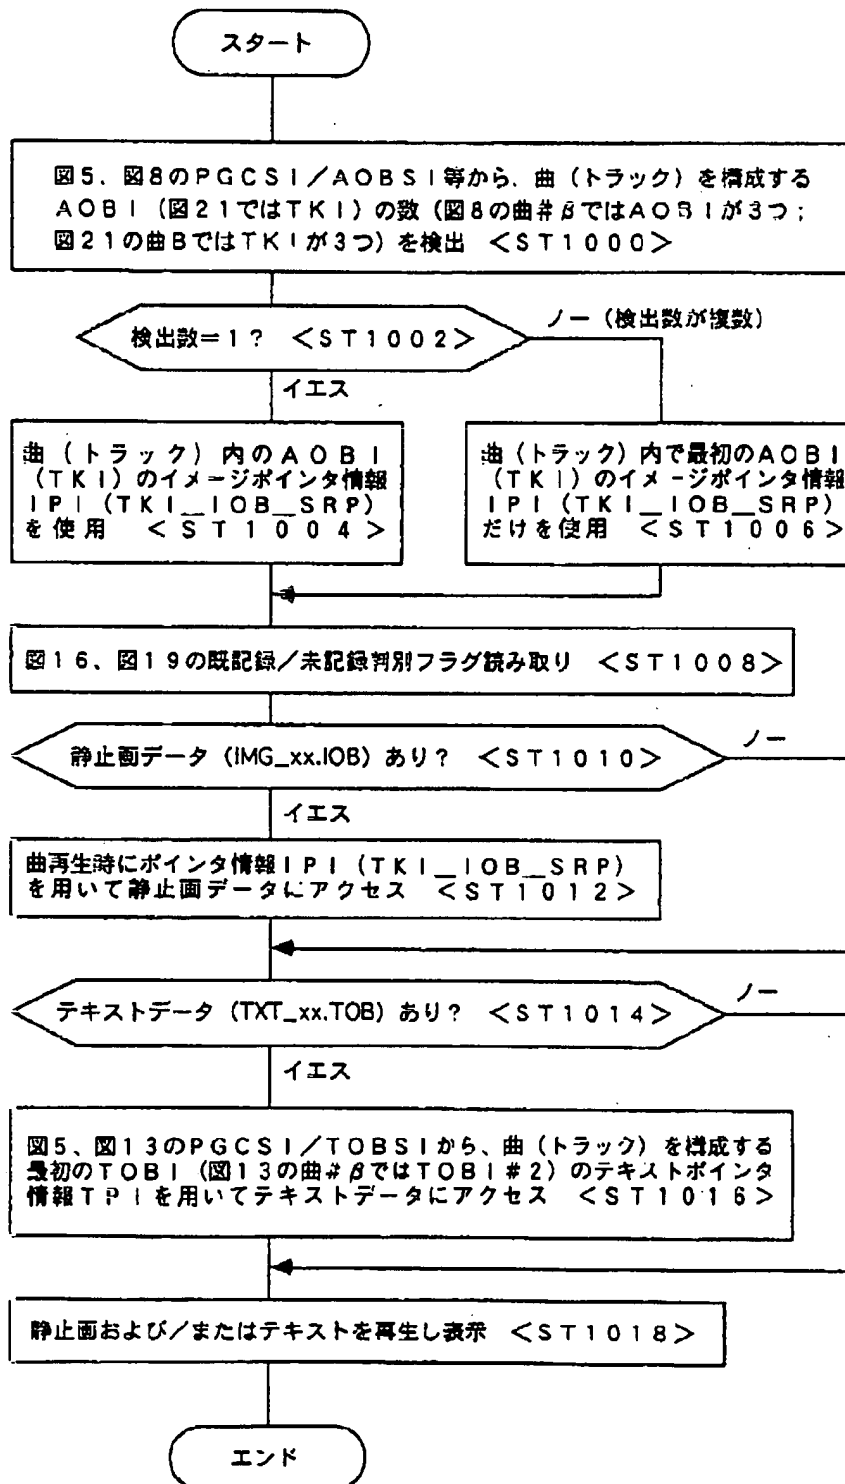 スタート
図5、図8のPGCSI/AOBSI等から、曲（トラック）を構成する
AOBI（図21ではTKI）の数（図8の曲#βではAOBIが3つ；
図21の曲BではTKIが3つ）を検出 <ST1000>
検出数＝1？ <ST1002>
ノー（検出数が複数）
イエス
曲（トラック）内のAOBI
（TKI）のイメージポインタ情報
IPI（TKI_IOB_SRP）
を使用 <ST1004>
曲（トラック）内で最初のAOBI
（TKI）のイメージポインタ情報
IPI（TKI_IOB_SRP）
だけを使用 <ST1006>
図16、図19の既記録/未記録判別フラグ読み取り <ST1008>
静止画データ（IMG_xx.IOB）あり？ <ST1010>
ノー
イエス
曲再生時にポインタ情報IPI（TKI_IOB_SRP）
を用いて静止画データにアクセス <ST1012>
テキストデータ（TXT_xx.TOB）あり？ <ST1014>
ノー
イエス
図5、図13のPGCSI/TOBSIから、曲（トラック）を構成する
最初のTOBI（図13の曲#βではTOBI#2）のテキストポインタ
情報TPIを用いてテキストデータにアクセス <ST1016>
静止画および/またはテキストを再生し表示 <ST1018>
エンド